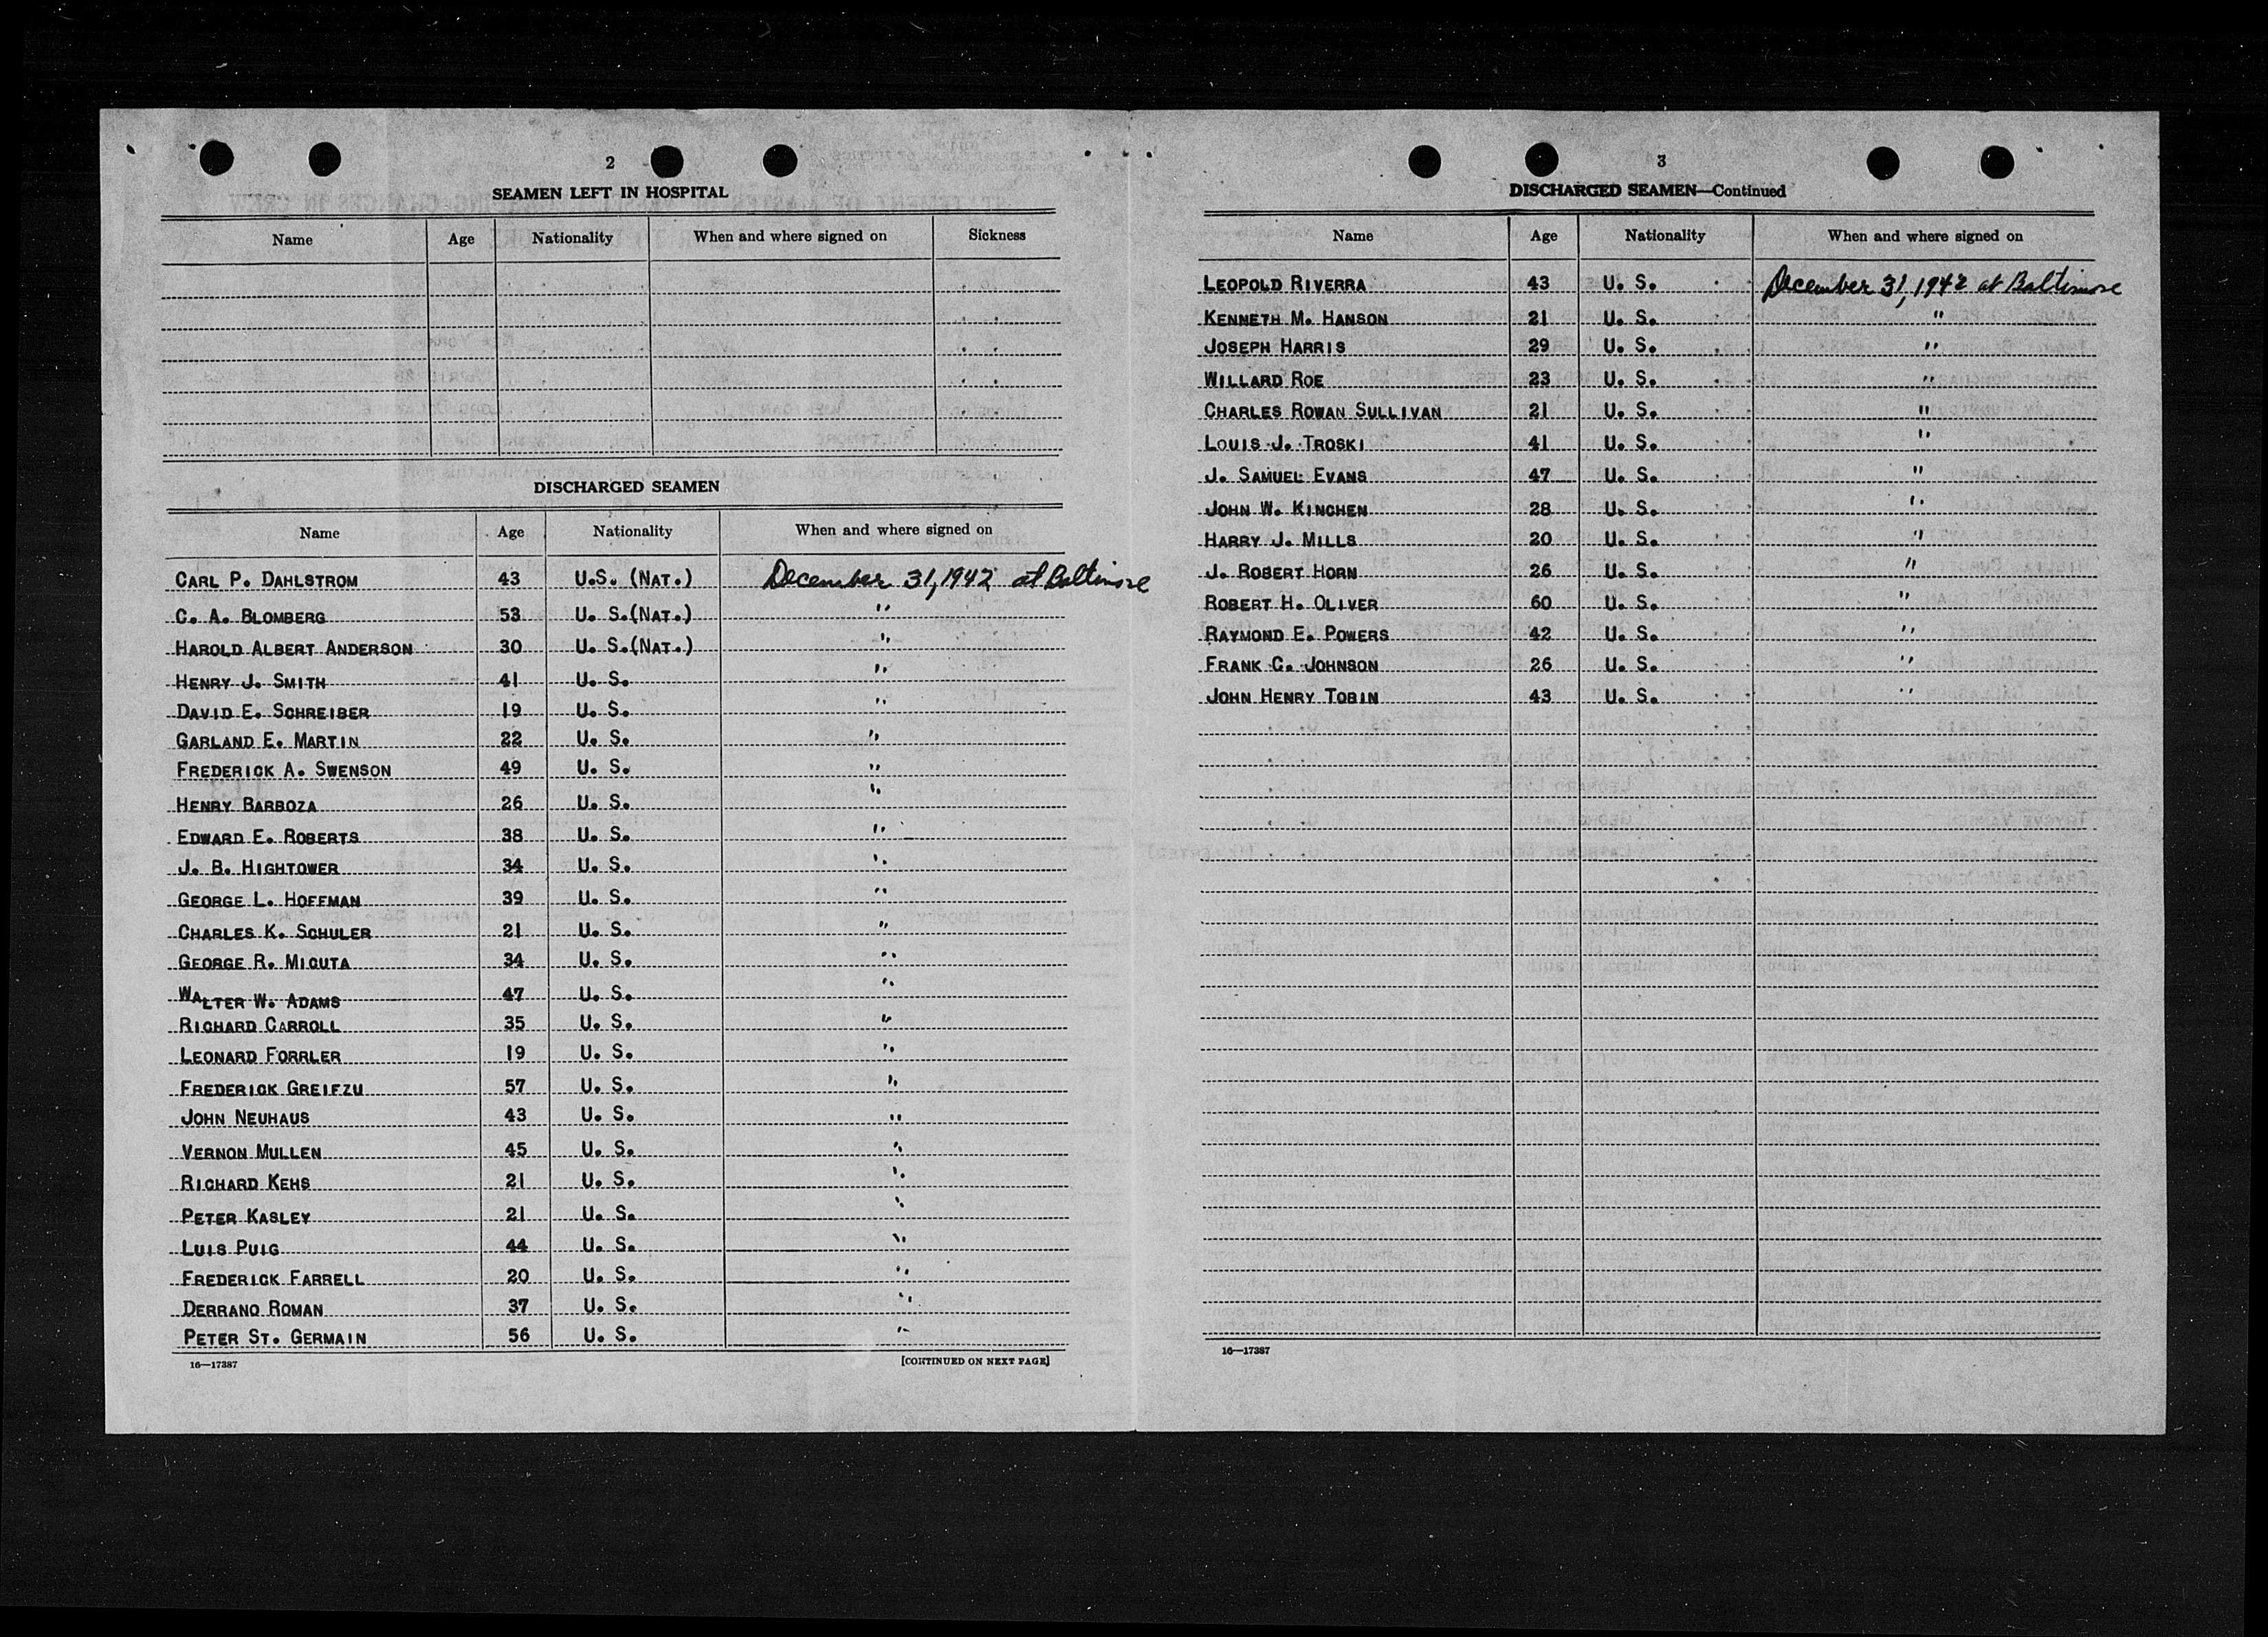 2
SEAMEN LEFT IN HOSPITAL
Name Age Nationality When and where signed on Sickness
DISCHARGED SEAMEN
Name Age Nationality When and where signed on
CARL P. DAHLSTROM 43 U.S. (NAT.) December 31, 1942 at Baltimore
C. A. BLOMBERG 53 U. S.(NAT.) "
HAROLD ALBERT ANDERSON 30 U. S.(NAT.) "
HENRY J. SMITH 41 U. S. "
DAVID E. SCHREIBER 19 U. S. "
GARLAND E. MARTIN 22 U. S. "
FREDERICK A. SWENSON 49 U. S. "
HENRY BARBOZA 26 U. S. "
EDWARD E. ROBERTS 38 U. S. "
J. B. HIGHTOWER 34 U. S. "
GEORGE L. HOFFMAN 39 U. S. "
CHARLES K. SCHULER 21 U. S. "
GEORGE R. MICUTA 34 U. S. "
WALTER W. ADAMS 47 U. S. "
RICHARD CARROLL 35 U. S. "
LEONARD FORRLER 19 U. S. "
FREDERICK GREIFZU 57 U. S. "
JOHN NEUHAUS 43 U. S. "
VERNON MULLEN 45 U. S. "
RICHARD KEHS 21 U. S. "
PETER KASLEY 21 U. S. "
LUIS PUIG 44 U. S. "
FREDERICK FARRELL 20 U. S. "
DERRANO ROMAN 37 U. S. "
PETER ST. GERMAIN 56 U. S. "
16—17387 [CONTINUED ON NEXT PAGE]
3
DISCHARGED SEAMEN—Continued
Name Age Nationality When and where signed on
LEOPOLD RIVERRA 43 U. S. December 31, 1942 at Baltimore
KENNETH M. HANSON 21 U. S. "
JOSEPH HARRIS 29 U. S. "
WILLARD ROE 23 U. S. "
CHARLES ROWAN SULLIVAN 21 U. S. "
LOUIS J. TROSKI 41 U. S. "
J. SAMUEL EVANS 47 U. S. "
JOHN W. KINCHEN 28 U. S. "
HARRY J. MILLS 20 U. S. "
J. ROBERT HORN 26 U. S. "
ROBERT H. OLIVER 60 U. S. "
RAYMOND E. POWERS 42 U. S. "
FRANK C. JOHNSON 26 U. S. "
JOHN HENRY TOBIN 43 U. S. "
16—17387